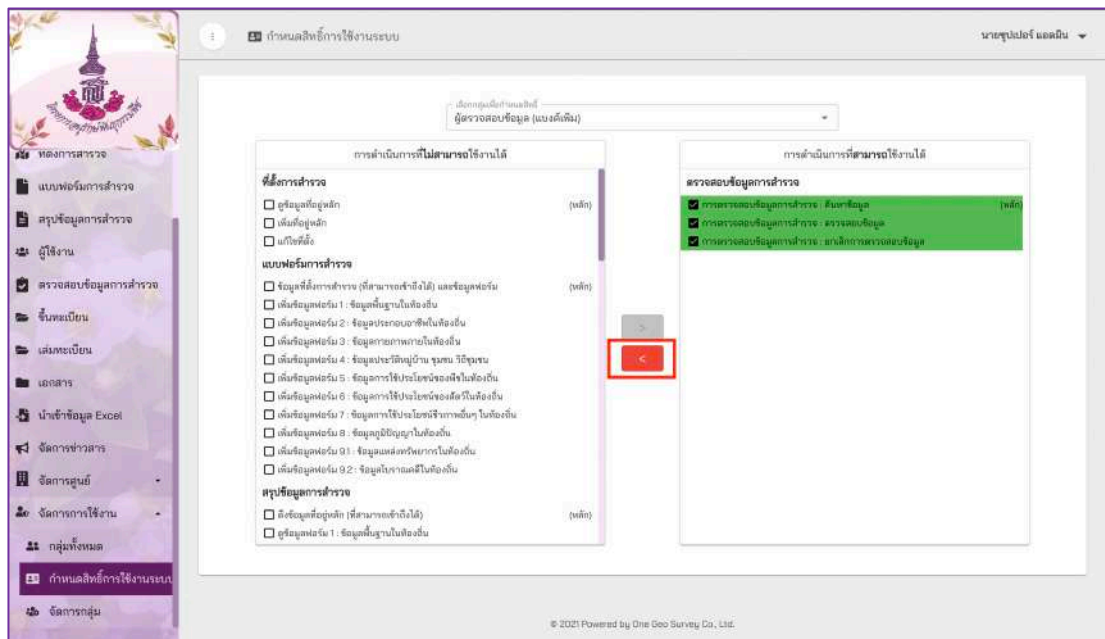 กำหนดสิทธิ์การใช้งานระบบ
นายซุปเปอร์ แอดมิน
โครงการอนุรักษ์พันธุกรรมพืชฯ
ที่ตั้งการสำรวจ
แบบฟอร์มการสำรวจ
สรุปข้อมูลการสำรวจ
ผู้ใช้งาน
ตรวจสอบข้อมูลการสำรวจ
ขึ้นทะเบียน
เล่มทะเบียน
เอกสาร
นำเข้าข้อมูล Excel
จัดการข่าวสาร
จัดการศูนย์
จัดการการใช้งาน
กลุ่มทั้งหมด
กำหนดสิทธิ์การใช้งานระบบ
จัดการกลุ่ม
เลือกกลุ่มเพื่อกำหนดสิทธิ์
ผู้ตรวจสอบข้อมูล (แบงค์เพิ่ม)
การดำเนินการที่ไม่สามารถใช้งานได้
ที่ตั้งการสำรวจ
ดูข้อมูลที่อยู่หลัก (หลัก)
เพิ่มที่อยู่หลัก
แก้ไขที่ตั้ง
แบบฟอร์มการสำรวจ
ข้อมูลที่ตั้งการสำรวจ (ที่สามารถเข้าถึงได้) และข้อมูลฟอร์ม (หลัก)
เพิ่มข้อมูลฟอร์ม 1 : ข้อมูลพื้นฐานในท้องถิ่น
เพิ่มข้อมูลฟอร์ม 2 : ข้อมูลประกอบอาชีพในท้องถิ่น
เพิ่มข้อมูลฟอร์ม 3 : ข้อมูลกายภาพภายในท้องถิ่น
เพิ่มข้อมูลฟอร์ม 4 : ข้อมูลประวัติหมู่บ้าน ชุมชน วิถีชุมชน
เพิ่มข้อมูลฟอร์ม 5 : ข้อมูลการใช้ประโยชน์ของพืชในท้องถิ่น
เพิ่มข้อมูลฟอร์ม 6 : ข้อมูลการใช้ประโยชน์ของสัตว์ในท้องถิ่น
เพิ่มข้อมูลฟอร์ม 7 : ข้อมูลการใช้ประโยชน์ชีวภาพอื่นๆ ในท้องถิ่น
เพิ่มข้อมูลฟอร์ม 8 : ข้อมูลภูมิปัญญาในท้องถิ่น
เพิ่มข้อมูลฟอร์ม 9.1 : ข้อมูลแหล่งทรัพยากรในท้องถิ่น
เพิ่มข้อมูลฟอร์ม 9.2 : ข้อมูลโบราณคดีในท้องถิ่น
สรุปข้อมูลการสำรวจ
ดึงข้อมูลที่อยู่หลัก (ที่สามารถเข้าถึงได้) (หลัก)
ดูข้อมูลฟอร์ม 1 : ข้อมูลพื้นฐานในท้องถิ่น
>
<
การดำเนินการที่สามารถใช้งานได้
ตรวจสอบข้อมูลการสำรวจ
การตรวจสอบข้อมูลการสำรวจ : ค้นหาข้อมูล (หลัก)
การตรวจสอบข้อมูลการสำรวจ : ตรวจสอบข้อมูล
การตรวจสอบข้อมูลการสำรวจ : ยกเลิกการตรวจสอบข้อมูล
© 2021 Powered by One Geo Survey Co., Ltd.